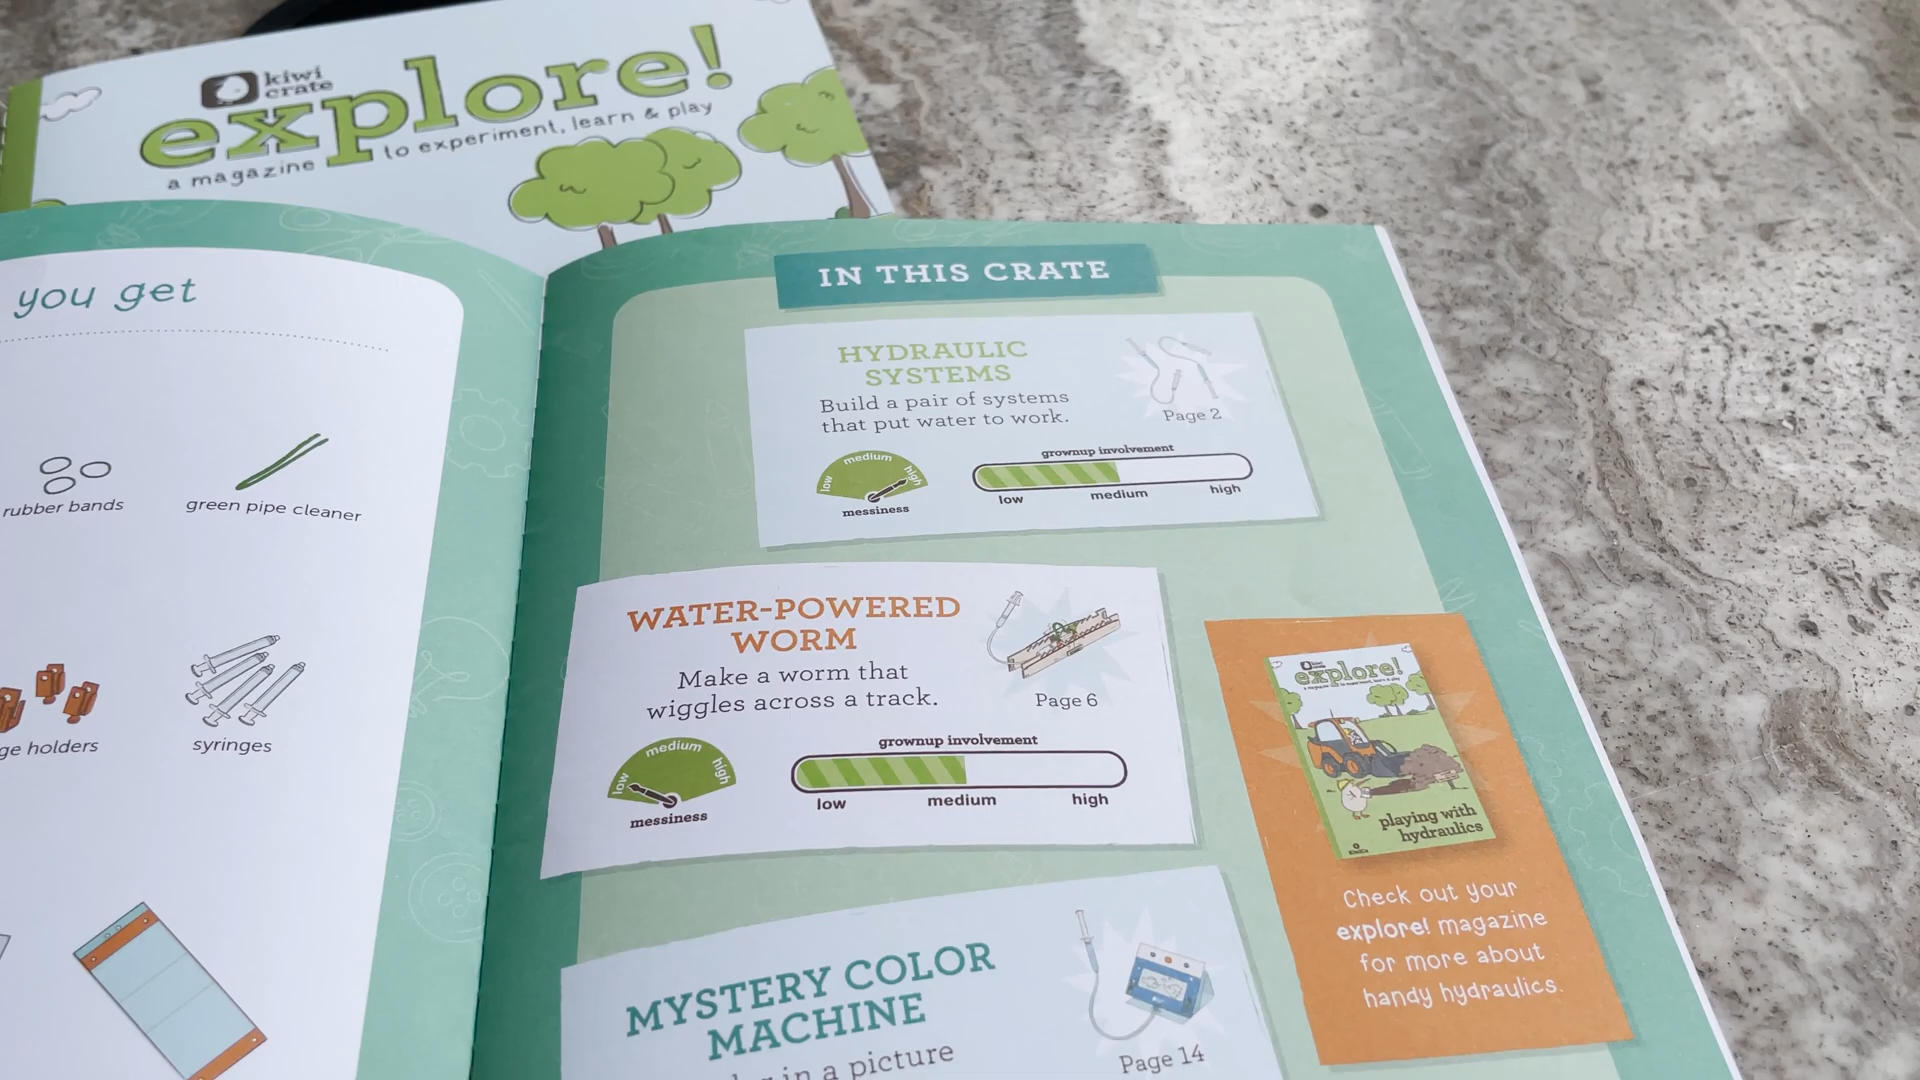 kiwi
crate
explore!
a magazine to experiment, learn & play
you get
rubber bands
green pipe cleaner
holders
syringes
IN THIS CRATE
HYDRAULIC
SYSTEMS
Build a pair of systems
that put water to work.
Page 2
low medium high
messiness
grownup involvement
low medium high
WATER-POWERED
WORM
Make a worm that
wiggles across a track.
Page 6
low medium high
messiness
grownup involvement
low medium high
MYSTERY COLOR
MACHINE
in a picture
Page 14
explore!
playing with
hydraulics
Check out your
explore! magazine
for more about
handy hydraulics.